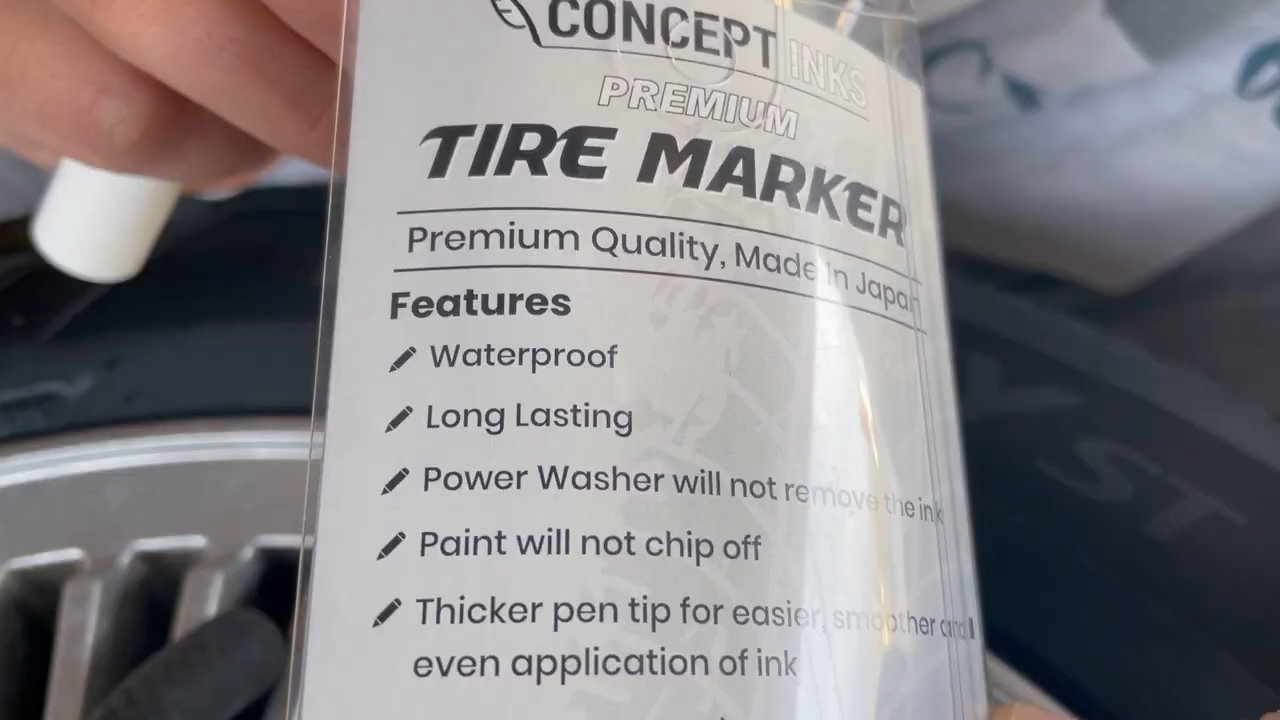 CONCEPT INKS
PREMIUM
TIRE MARKER
Premium Quality, Made In Japan
Features
Waterproof
Long Lasting
Power Washer will not remove the ink
Paint will not chip off
Thicker pen tip for easier, smoother and
even application of ink